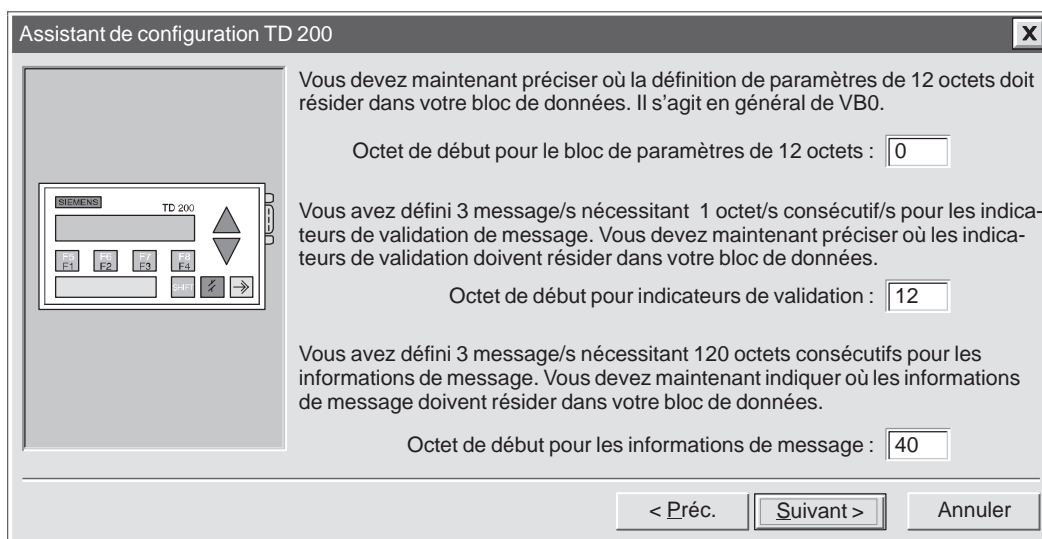 Assistant de configuration TD 200
X
Vous devez maintenant préciser où la définition de paramètres de 12 octets doit
résider dans votre bloc de données. Il s'agit en général de VB0.
Octet de début pour le bloc de paramètres de 12 octets : 0
SIEMENS
TD 200
F5 F6 F7 F8
F1 F2 F3 F4
SHIFT
Vous avez défini 3 message/s nécessitant 1 octet/s consécutif/s pour les indica-
teurs de validation de message. Vous devez maintenant préciser où les indica-
teurs de validation doivent résider dans votre bloc de données.
Octet de début pour indicateurs de validation : 12
Vous avez défini 3 message/s nécessitant 120 octets consécutifs pour les
informations de message. Vous devez maintenant indiquer où les informations
de message doivent résider dans votre bloc de données.
Octet de début pour les informations de message : 40
< Préc. Suivant > Annuler